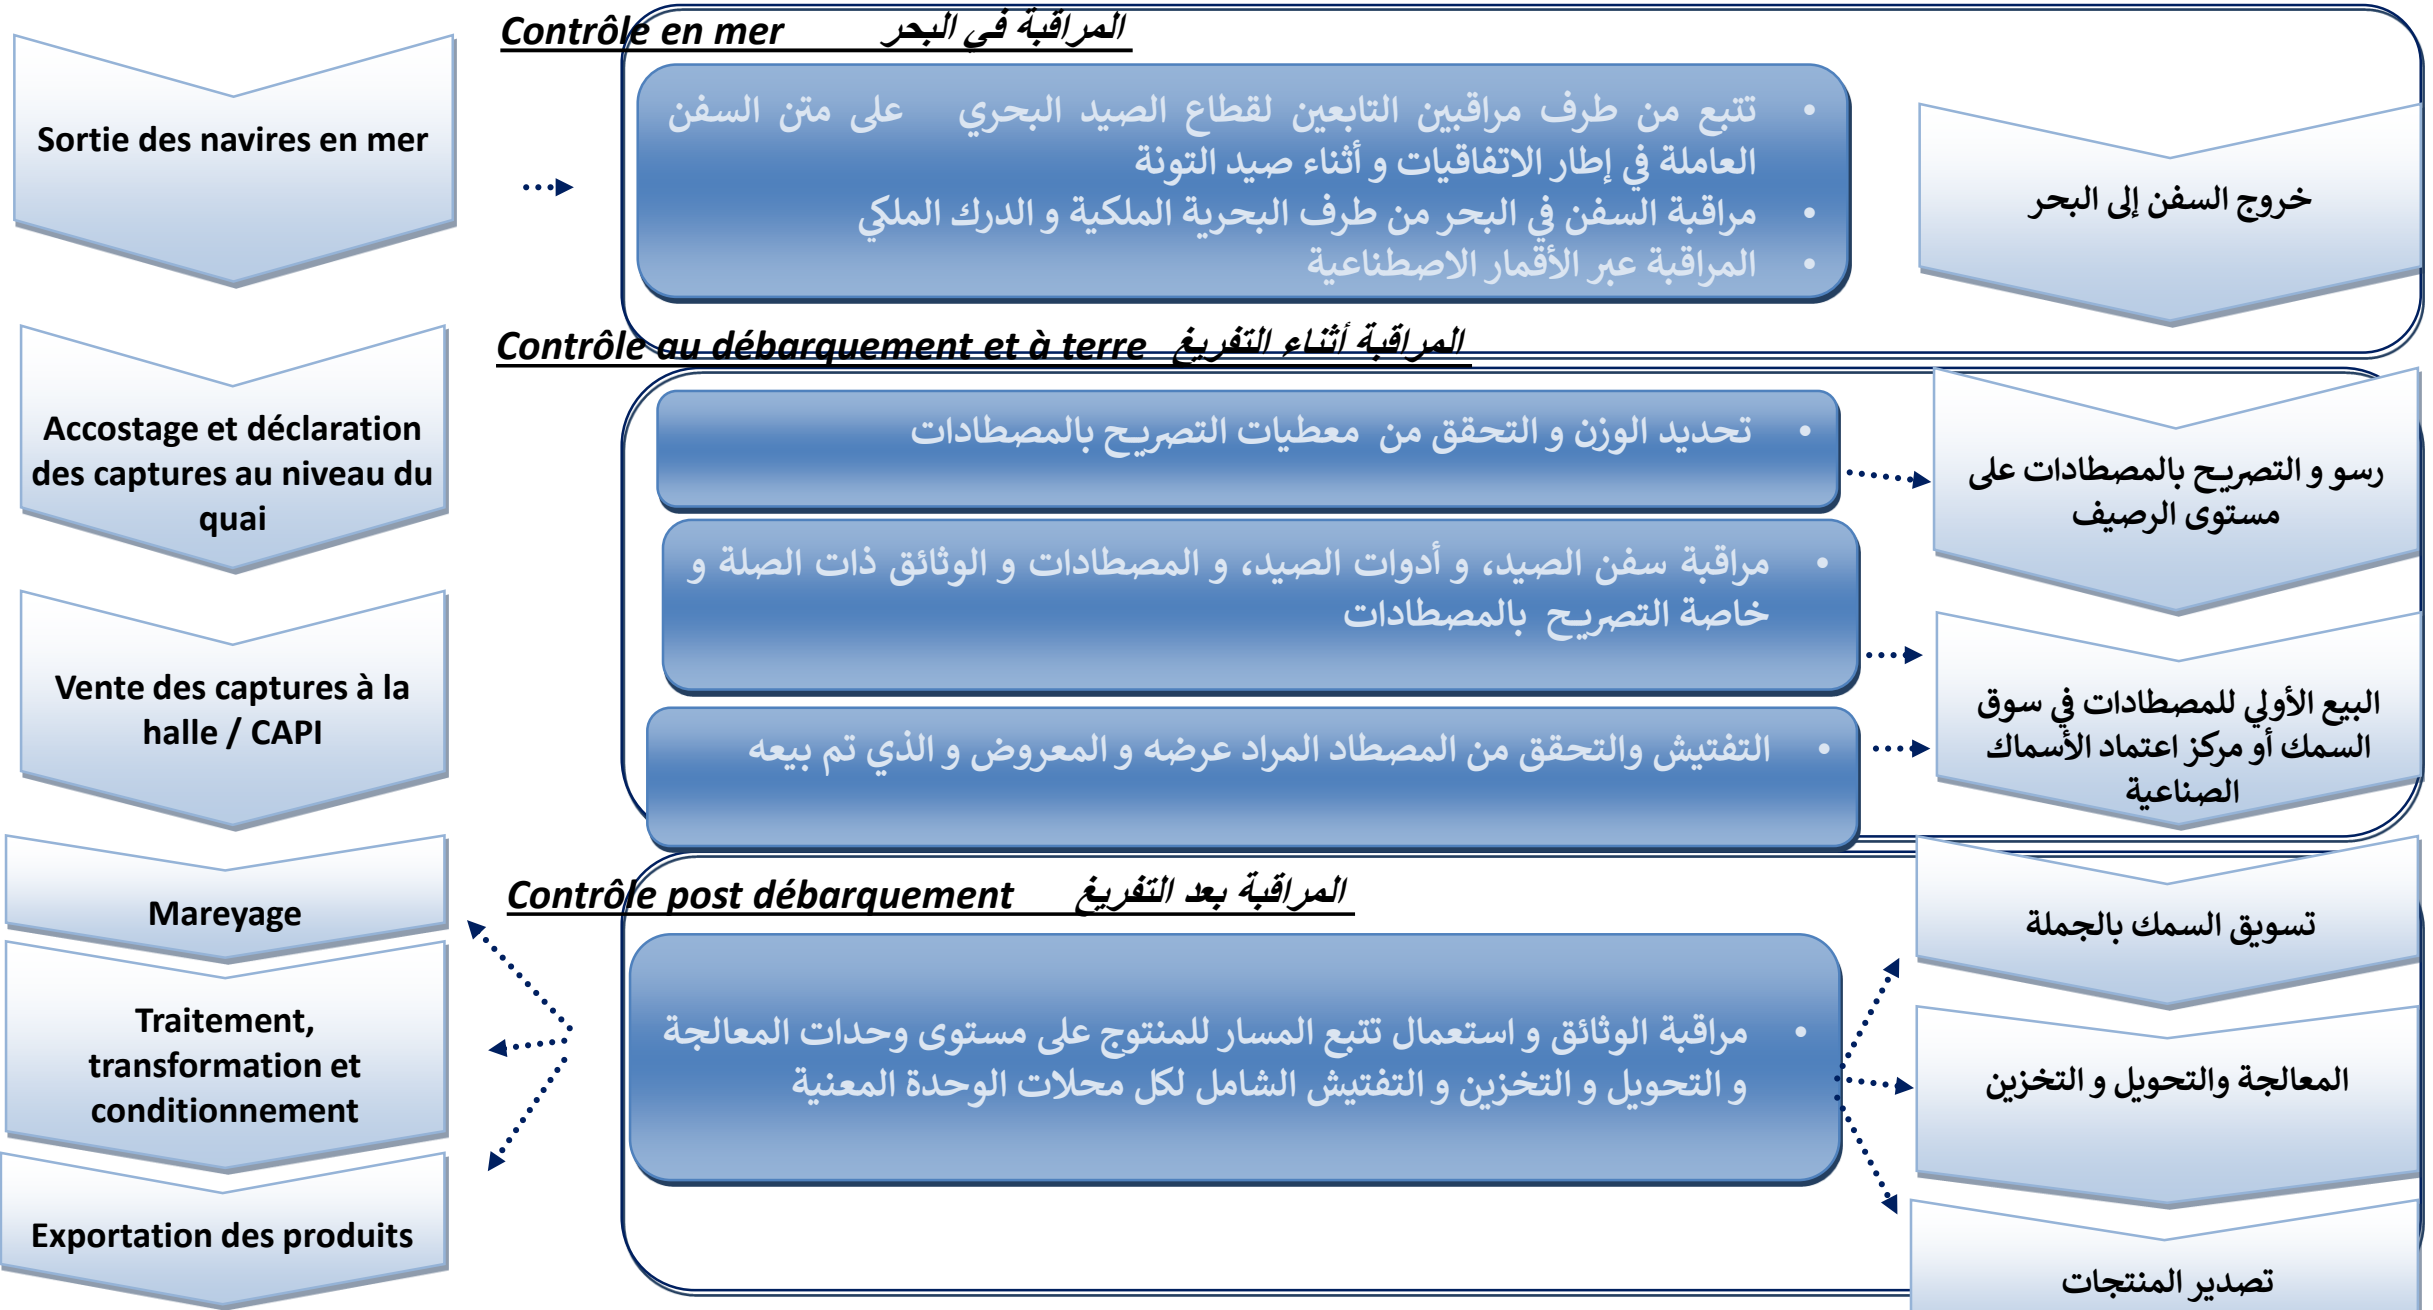 Contrôle en mer المراقبة في البحر
Sortie des navires en mer
• تتبع من طرف مراقبين التابعين لقطاع الصيد البحري على متن السفن
العاملة في إطار الاتفاقيات و أثناء صيد التونة
• مراقبة السفن في البحر من طرف البحرية الملكية و الدرك الملكي
• المراقبة عبر الأقمار الاصطناعية
خروج السفن إلى البحر
Contrôle au débarquement et à terre المراقبة أثناء التفريغ
Accostage et déclaration
des captures au niveau du
quai
• تحديد الوزن و التحقق من معطيات التصريح بالمصطادات
رسو و التصريح بالمصطادات على
مستوى الرصيف
• مراقبة سفن الصيد، و أدوات الصيد، و المصطادات و الوثائق ذات الصلة و
خاصة التصريح بالمصطادات
Vente des captures à la
halle / CAPI
• التفتيش والتحقق من المصطاد المراد عرضه و المعروض و الذي تم بيعه
البيع الأولي للمصطادات في سوق
السمك أو مركز اعتماد الأسماك
الصناعية
Contrôle post débarquement المراقبة بعد التفريغ
Mareyage
تسويق السمك بالجملة
Traitement,
transformation et
conditionnement
• مراقبة الوثائق و استعمال تتبع المسار للمنتوج على مستوى وحدات المعالجة
و التحويل و التخزين و التفتيش الشامل لكل محلات الوحدة المعنية
المعالجة والتحويل و التخزين
Exportation des produits
تصدير المنتجات